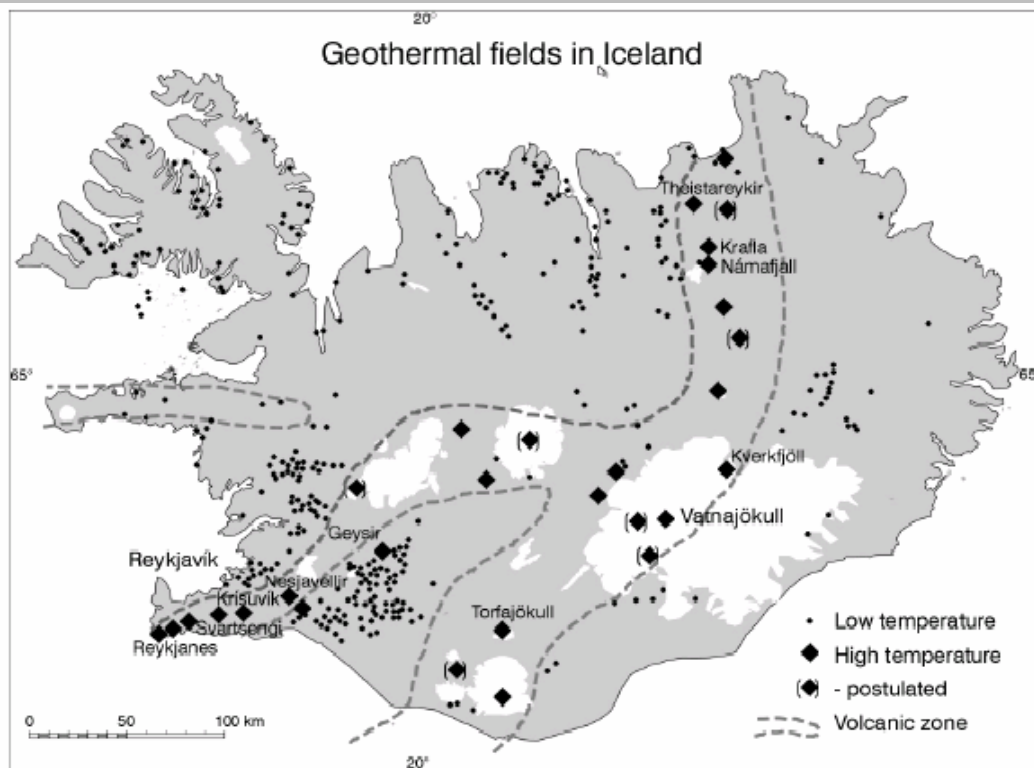 20°
Geothermal fields in Iceland
Theistareykir
Krafla
Námafjall
65°
65
Kverkfjöll
Vatnajökull
Geysir
Reykjavík
Nesjavellir
Krisuvík
Svartsengi
Reykjanes
Torfajökull
Low temperature
High temperature
- postulated
Volcanic zone
0 50 100 km
20°